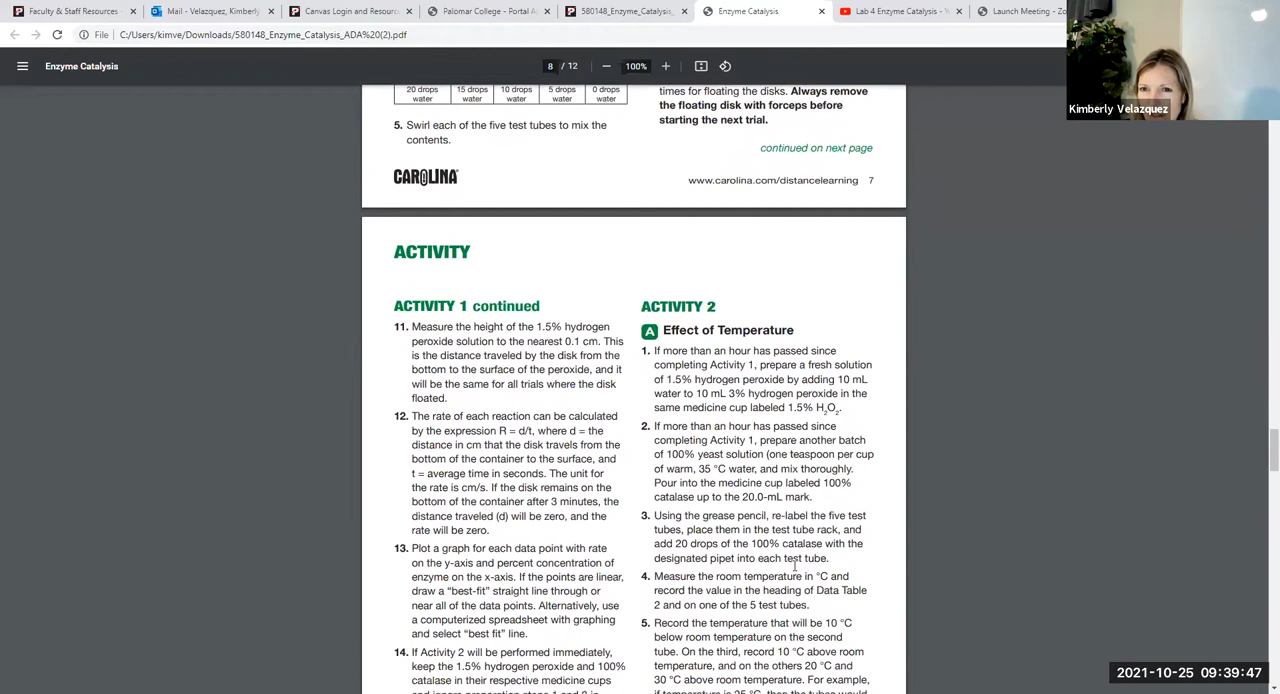 Faculty & Staff Resources -
Mail - Velazquez, Kimberly
Canvas Login and Resourc
Palomar College - Portal A
580148_Enzyme_Catalysis_
Enzyme Catalysis
Lab 4 Enzyme Catalysis -
Launch Meeting - Zo
File
C:/Users/kimve/Downloads/580148_Enzyme_Catalysis_ADA%20(2).pdf
Enzyme Catalysis
8 / 12
100%
Kimberly Velazquez
20 drops water
15 drops water
10 drops water
5 drops water
0 drops water
5. Swirl each of the five test tubes to mix the
contents.
times for floating the disks. Always remove
the floating disk with forceps before
starting the next trial.
continued on next page
CAROLINA
www.carolina.com/distancelearning 7
ACTIVITY
ACTIVITY 1 continued
11. Measure the height of the 1.5% hydrogen
peroxide solution to the nearest 0.1 cm. This
is the distance traveled by the disk from the
bottom to the surface of the peroxide, and it
will be the same for all trials where the disk
floated.
12. The rate of each reaction can be calculated
by the expression R = d/t, where d = the
distance in cm that the disk travels from the
bottom of the container to the surface, and
t = average time in seconds. The unit for
the rate is cm/s. If the disk remains on the
bottom of the container after 3 minutes, the
distance traveled (d) will be zero, and the
rate will be zero.
13. Plot a graph for each data point with rate
on the y-axis and percent concentration of
enzyme on the x-axis. If the points are linear,
draw a “best-fit” straight line through or
near all of the data points. Alternatively, use
a computerized spreadsheet with graphing
and select “best fit” line.
14. If Activity 2 will be performed immediately,
keep the 1.5% hydrogen peroxide and 100%
catalase in their respective medicine cups
and ignore preparation steps 1 and 2 in
ACTIVITY 2
A Effect of Temperature
1. If more than an hour has passed since
completing Activity 1, prepare a fresh solution
of 1.5% hydrogen peroxide by adding 10 mL
water to 10 mL 3% hydrogen peroxide in the
same medicine cup labeled 1.5% H₂O₂.
2. If more than an hour has passed since
completing Activity 1, prepare another batch
of 100% yeast solution (one teaspoon per cup
of warm, 35 °C water, and mix thoroughly.
Pour into the medicine cup labeled 100%
catalase up to the 20.0-mL mark.
3. Using the grease pencil, re-label the five test
tubes, place them in the test tube rack, and
add 20 drops of the 100% catalase with the
designated pipet into each test tube.
4. Measure the room temperature in °C and
record the value in the heading of Data Table
2 and on one of the 5 test tubes.
5. Record the temperature that will be 10 °C
below room temperature on the second
tube. On the third, record 10 °C above room
temperature, and on the others 20 °C and
30 °C above room temperature. For example,
if temperature is 25 °C, then the tubes would
2021-10-25 09:39:47